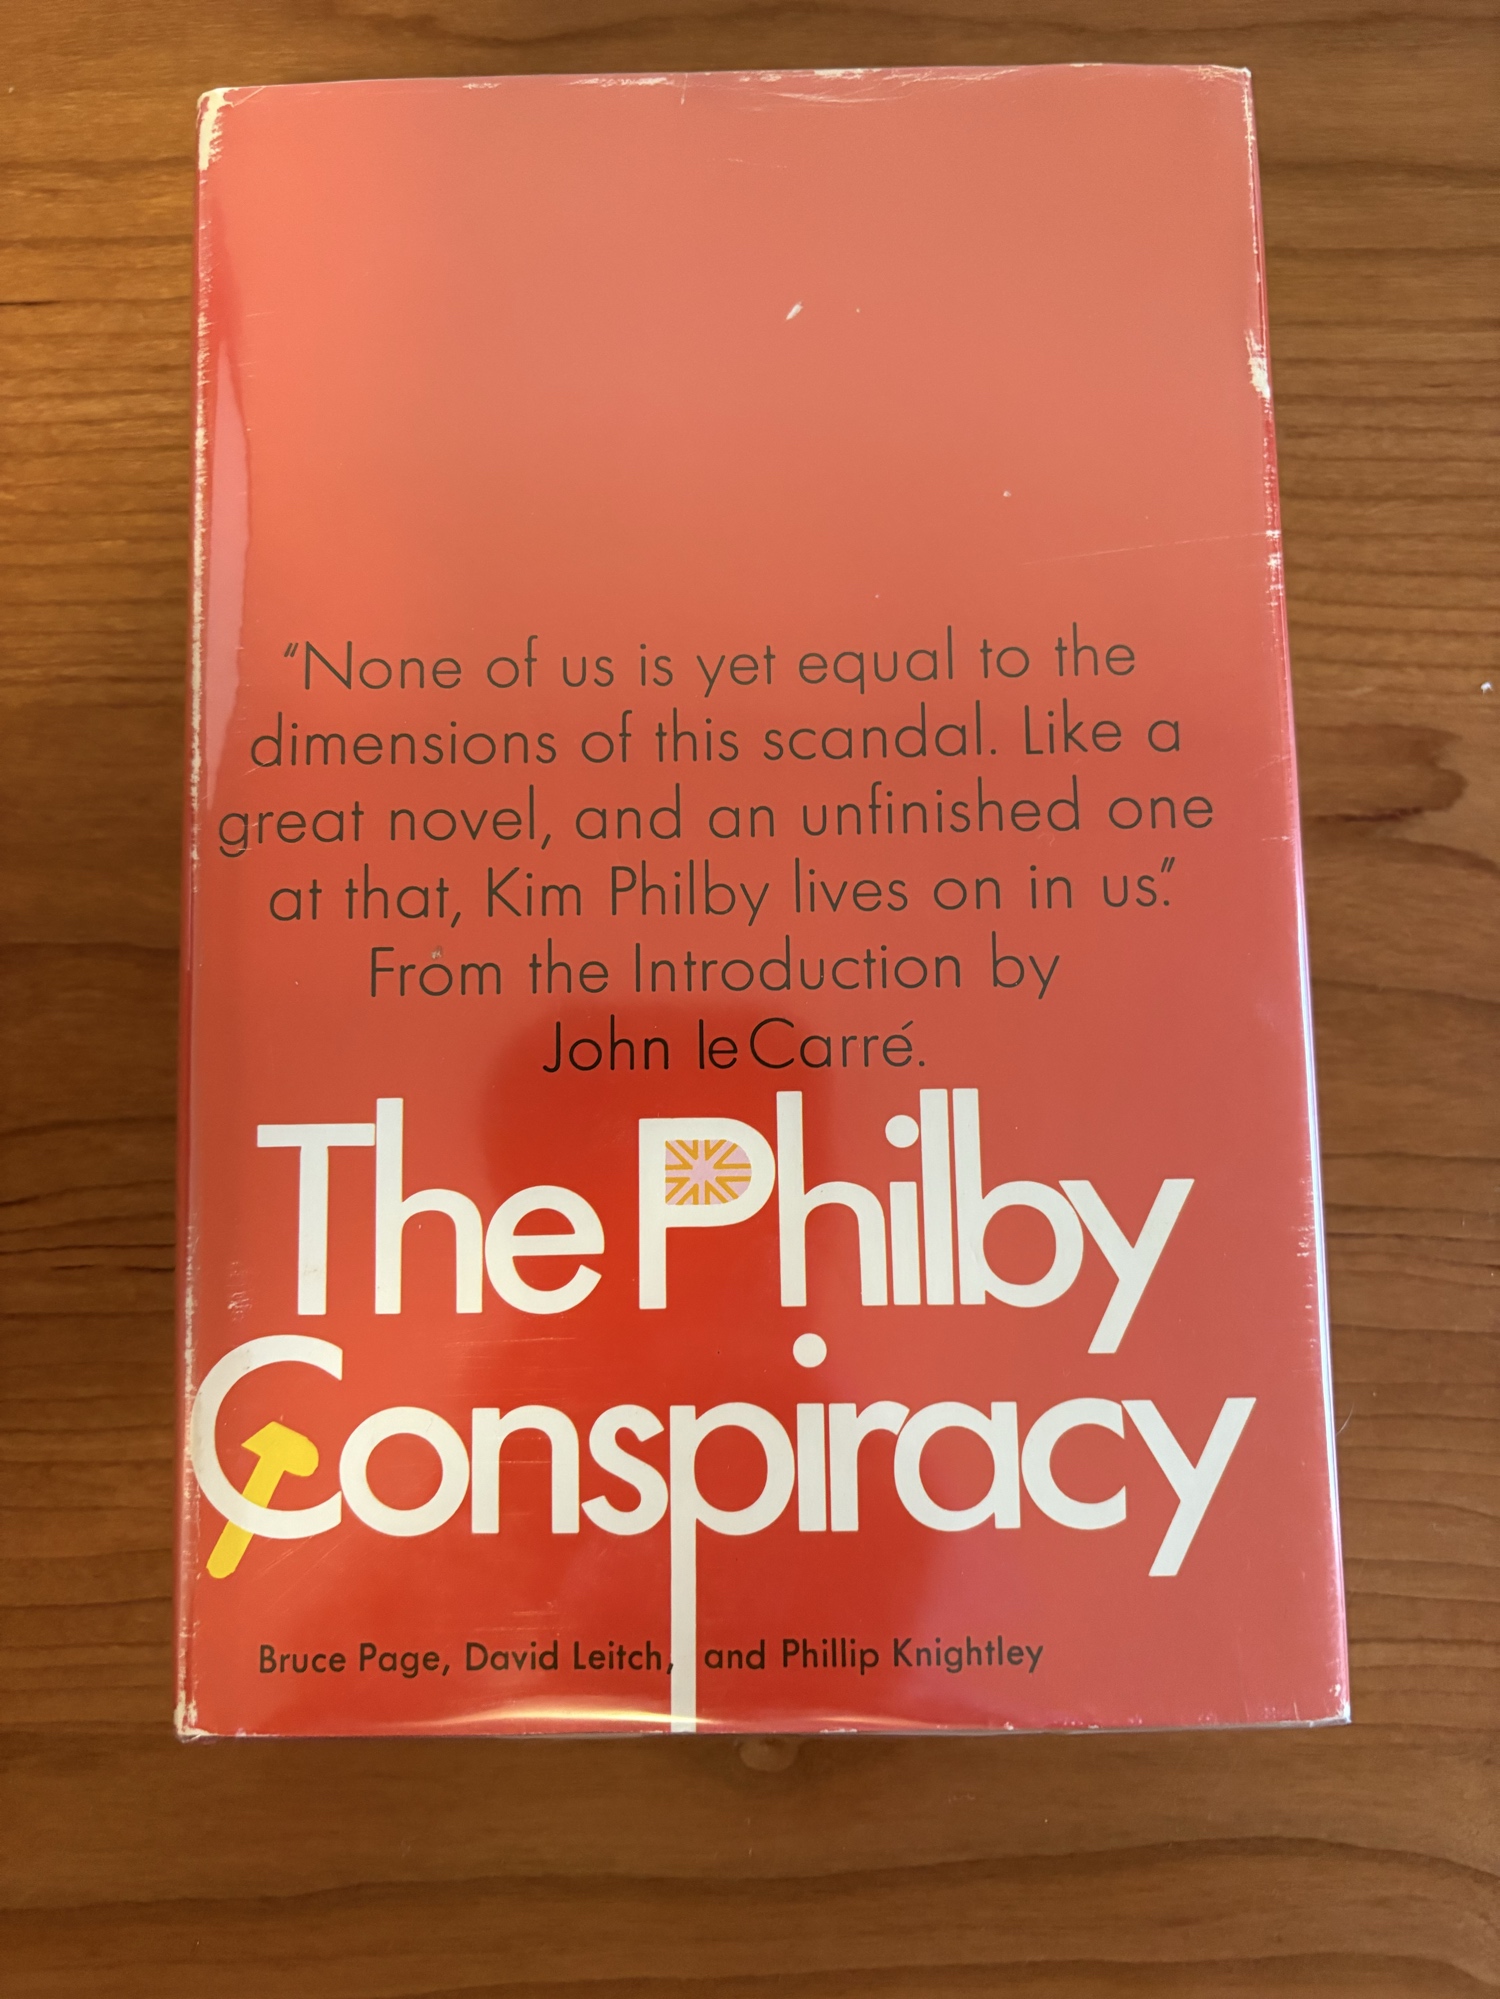 "None of us is yet equal to the
dimensions of this scandal. Like a
great novel, and an unfinished one
at that, Kim Philby lives on in us."
From the Introduction by
John le Carré.
The Philby
Conspiracy
Bruce Page, David Leitch, and Phillip Knightley